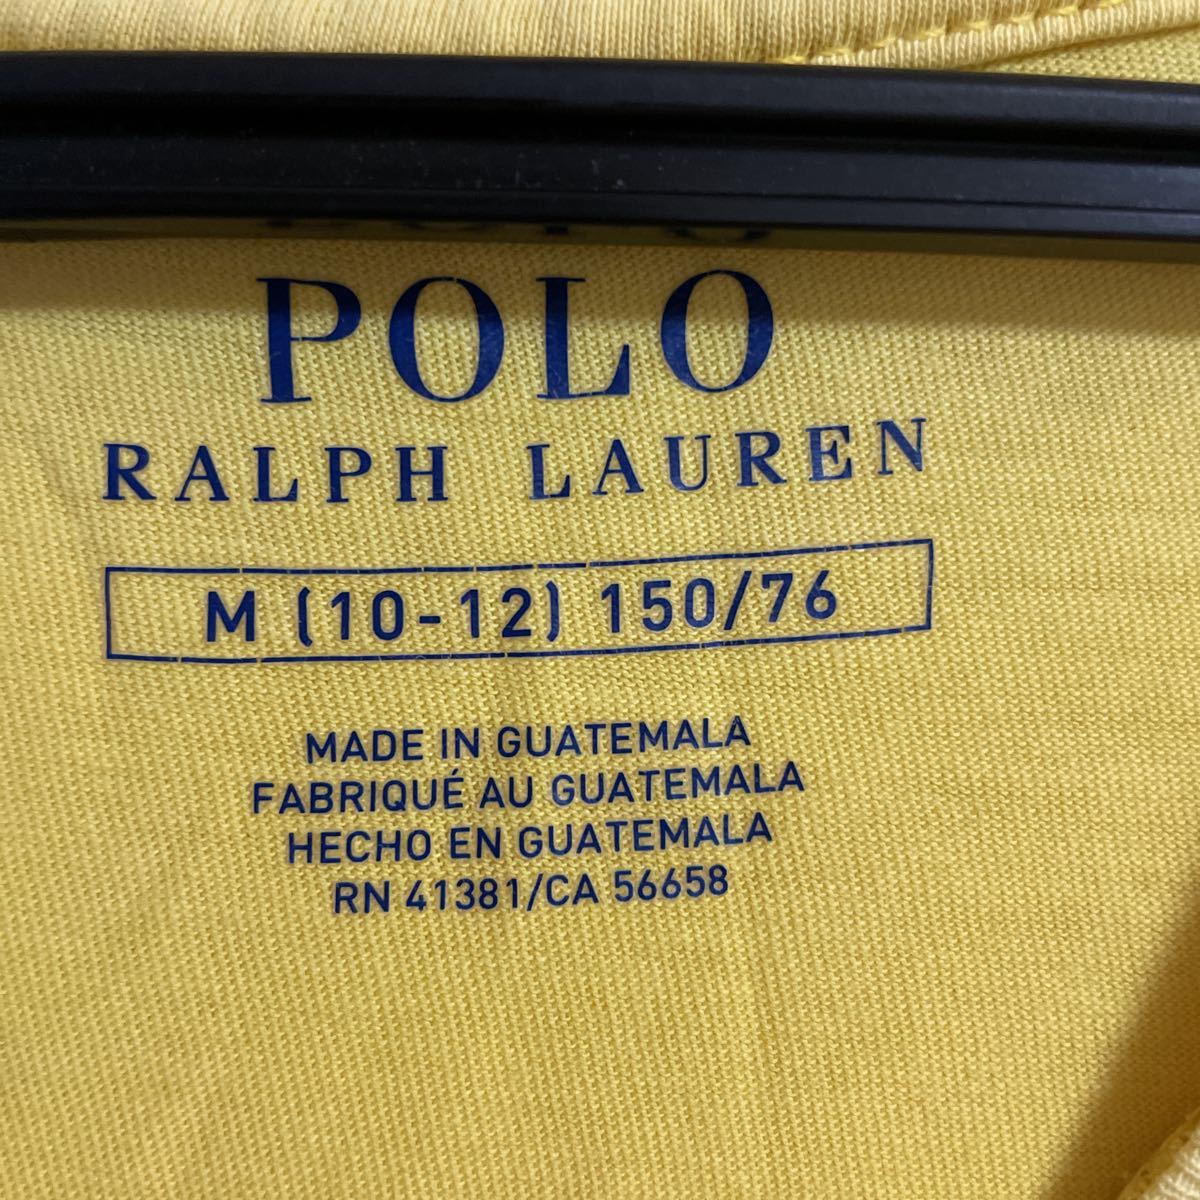 POLO
RALPH LAUREN
M (10-12) 150/76
MADE IN GUATEMALA
FABRIQUÉ AU GUATEMALA
HECHO EN GUATEMALA
RN 41381/CA 56658